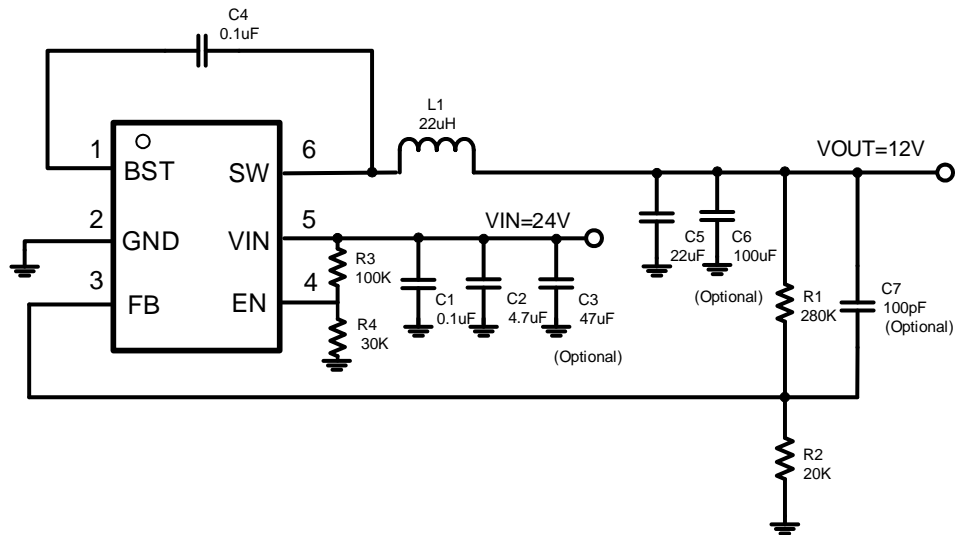 C4
0.1uF
L1
22uH
1
BST
6
SW
VOUT=12V
2
GND
5
VIN
VIN=24V
3
FB
4
EN
R3
100K
R4
30K
C1
0.1uF
C2
4.7uF
C3
47uF
(Optional)
C5
22uF
C6
100uF
(Optional)
R1
280K
C7
100pF
(Optional)
R2
20K